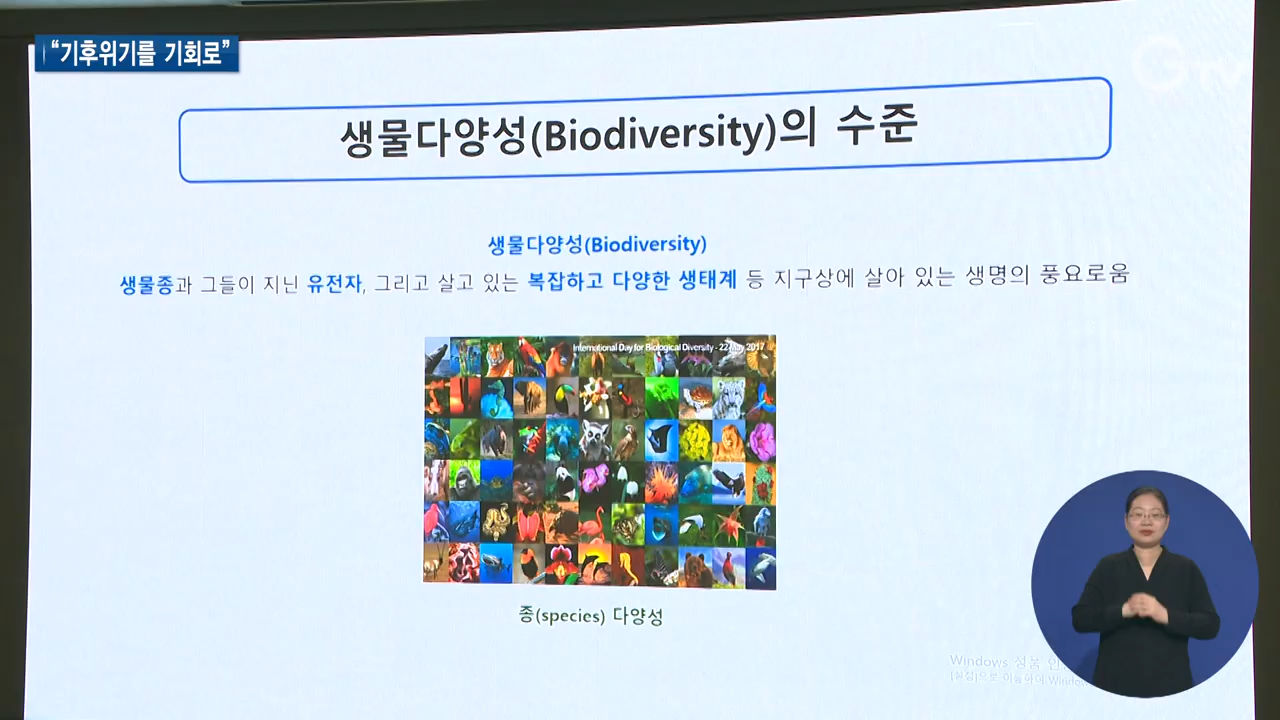 “기후위기를 기회로”
GTV
생물다양성(Biodiversity)의 수준
생물다양성(Biodiversity)
생물종과 그들이 지닌 유전자, 그리고 살고 있는 복잡하고 다양한 생태계 등 지구상에 살아 있는 생명의 풍요로움
International Day for Biological Diversity - 22 May 2017
종(species) 다양성
Windows 정품